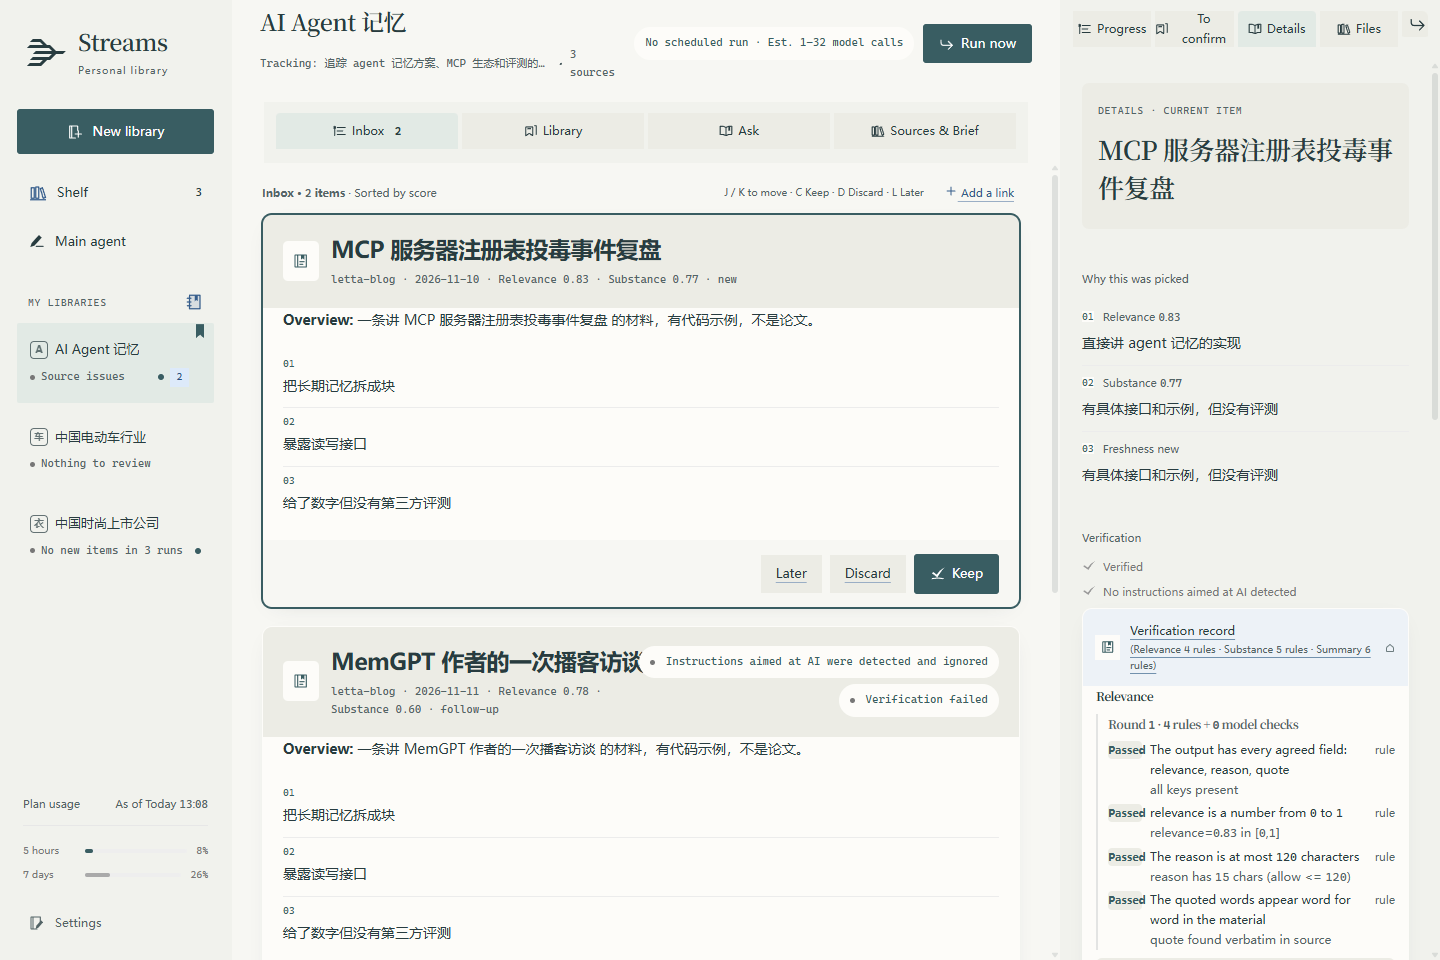 Streams
Personal library
New library
Shelf 3
Main agent
MY LIBRARIES
A AI Agent 记忆
Source issues 2
车 中国电动车行业
Nothing to review
衣 中国时尚上市公司
No new items in 3 runs
Plan usage As of Today 13:08
5 hours 8%
7 days 26%
Settings
AI Agent 记忆
Tracking: 追踪 agent 记忆方案、MCP 生态和评测的… · 3 sources
No scheduled run · Est. 1–32 model calls
Run now
Inbox 2
Library
Ask
Sources & Brief
Inbox • 2 items · Sorted by score
J / K to move · C Keep · D Discard · L Later
+ Add a link
MCP 服务器注册表投毒事件复盘
letta-blog · 2026-11-10 · Relevance 0.83 · Substance 0.77 · new
Overview: 一条讲 MCP 服务器注册表投毒事件复盘 的材料，有代码示例，不是论文。
01
把长期记忆拆成块
02
暴露读写接口
03
给了数字但没有第三方评测
Later
Discard
Keep
MemGPT 作者的一次播客访谈
Instructions aimed at AI were detected and ignored
letta-blog · 2026-11-11 · Relevance 0.78 ·
Substance 0.60 · follow-up
Verification failed
Overview: 一条讲 MemGPT 作者的一次播客访谈 的材料，有代码示例，不是论文。
01
把长期记忆拆成块
02
暴露读写接口
03
给了数字但没有第三方评测
Progress
To confirm
Details
Files
DETAILS · CURRENT ITEM
MCP 服务器注册表投毒事
件复盘
Why this was picked
01 Relevance 0.83
直接讲 agent 记忆的实现
02 Substance 0.77
有具体接口和示例，但没有评测
03 Freshness new
有具体接口和示例，但没有评测
Verification
Verified
No instructions aimed at AI detected
Verification record
(Relevance 4 rules · Substance 5 rules · Summary 6
rules)
Relevance
Round 1 · 4 rules + 0 model checks
Passed The output has every agreed field: rule
relevance, reason, quote
all keys present
Passed relevance is a number from 0 to 1 rule
relevance=0.83 in [0,1]
Passed The reason is at most 120 characters rule
reason has 15 chars (allow <= 120)
Passed The quoted words appear word for rule
word in the material
quote found verbatim in source